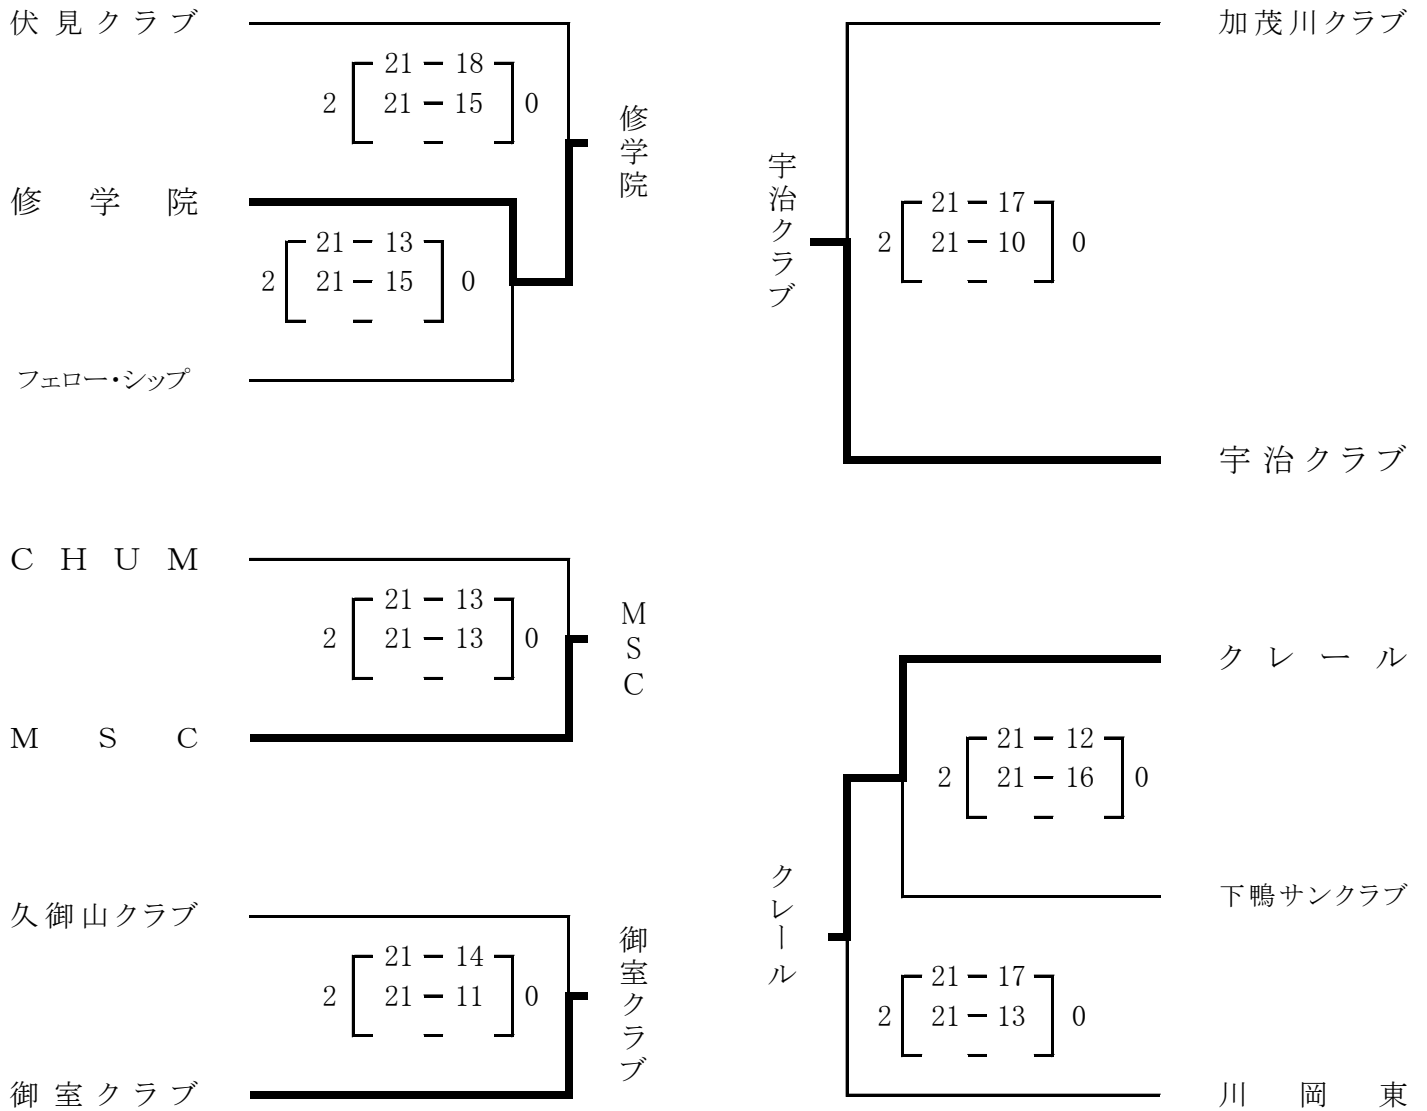 伏見クラブ
21 － 18
2 21 － 15 0
－
修学院
修学院
21 － 13
2 21 － 15 0
－
フェロー・シップ
CHUM
21 － 13
2 21 － 13 0
－
MSC
MSC
久御山クラブ
21 － 14
2 21 － 11 0
－
御室クラブ
御室クラブ
加茂川クラブ
宇治クラブ
21 － 17
2 21 － 10 0
－
宇治クラブ
クレール
21 － 12
2 21 － 16 0
－
クレール
下鴨サンクラブ
21 － 17
2 21 － 13 0
－
川岡東